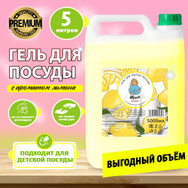 PREMIUM
5
литров
ГЕЛЬ ДЛЯ
ПОСУДЫ
с ароматом лимона
ПОДХОДИТ ДЛЯ
ДЕТСКОЙ ПОСУДЫ
5000мл
ВЫГОДНЫЙ ОБЪЁМ